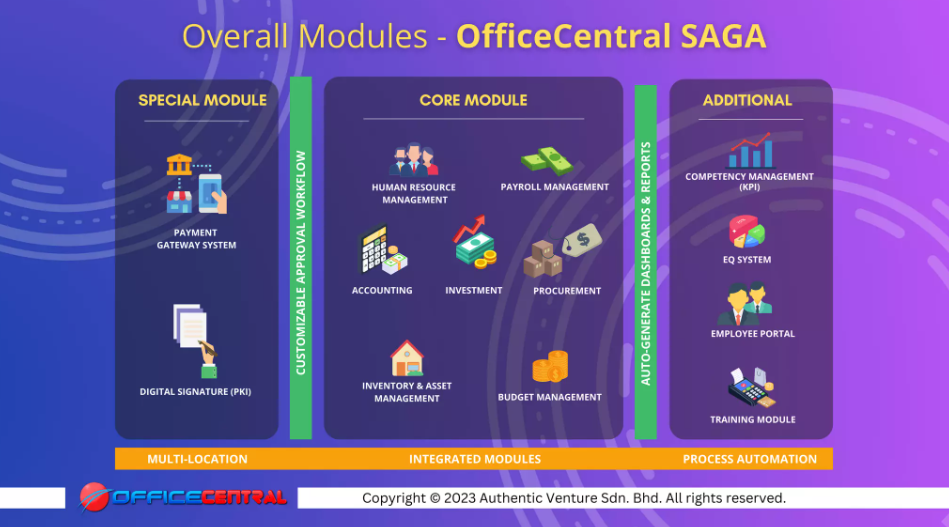 Overall Modules - OfficeCentral SAGA
SPECIAL MODULE
PAYMENT
GATEWAY SYSTEM
DIGITAL SIGNATURE (PKI)
CUSTOMIZABLE APPROVAL WORKFLOW
CORE MODULE
HUMAN RESOURCE
MANAGEMENT
PAYROLL MANAGEMENT
ACCOUNTING
INVESTMENT
PROCUREMENT
INVENTORY & ASSET
MANAGEMENT
BUDGET MANAGEMENT
AUTO-GENERATE DASHBOARDS & REPORTS
ADDITIONAL
COMPETENCY MANAGEMENT
(KPI)
EQ SYSTEM
EMPLOYEE PORTAL
TRAINING MODULE
MULTI-LOCATION
INTEGRATED MODULES
PROCESS AUTOMATION
OFFICECENTRAL
Copyright © 2023 Authentic Venture Sdn. Bhd. All rights reserved.